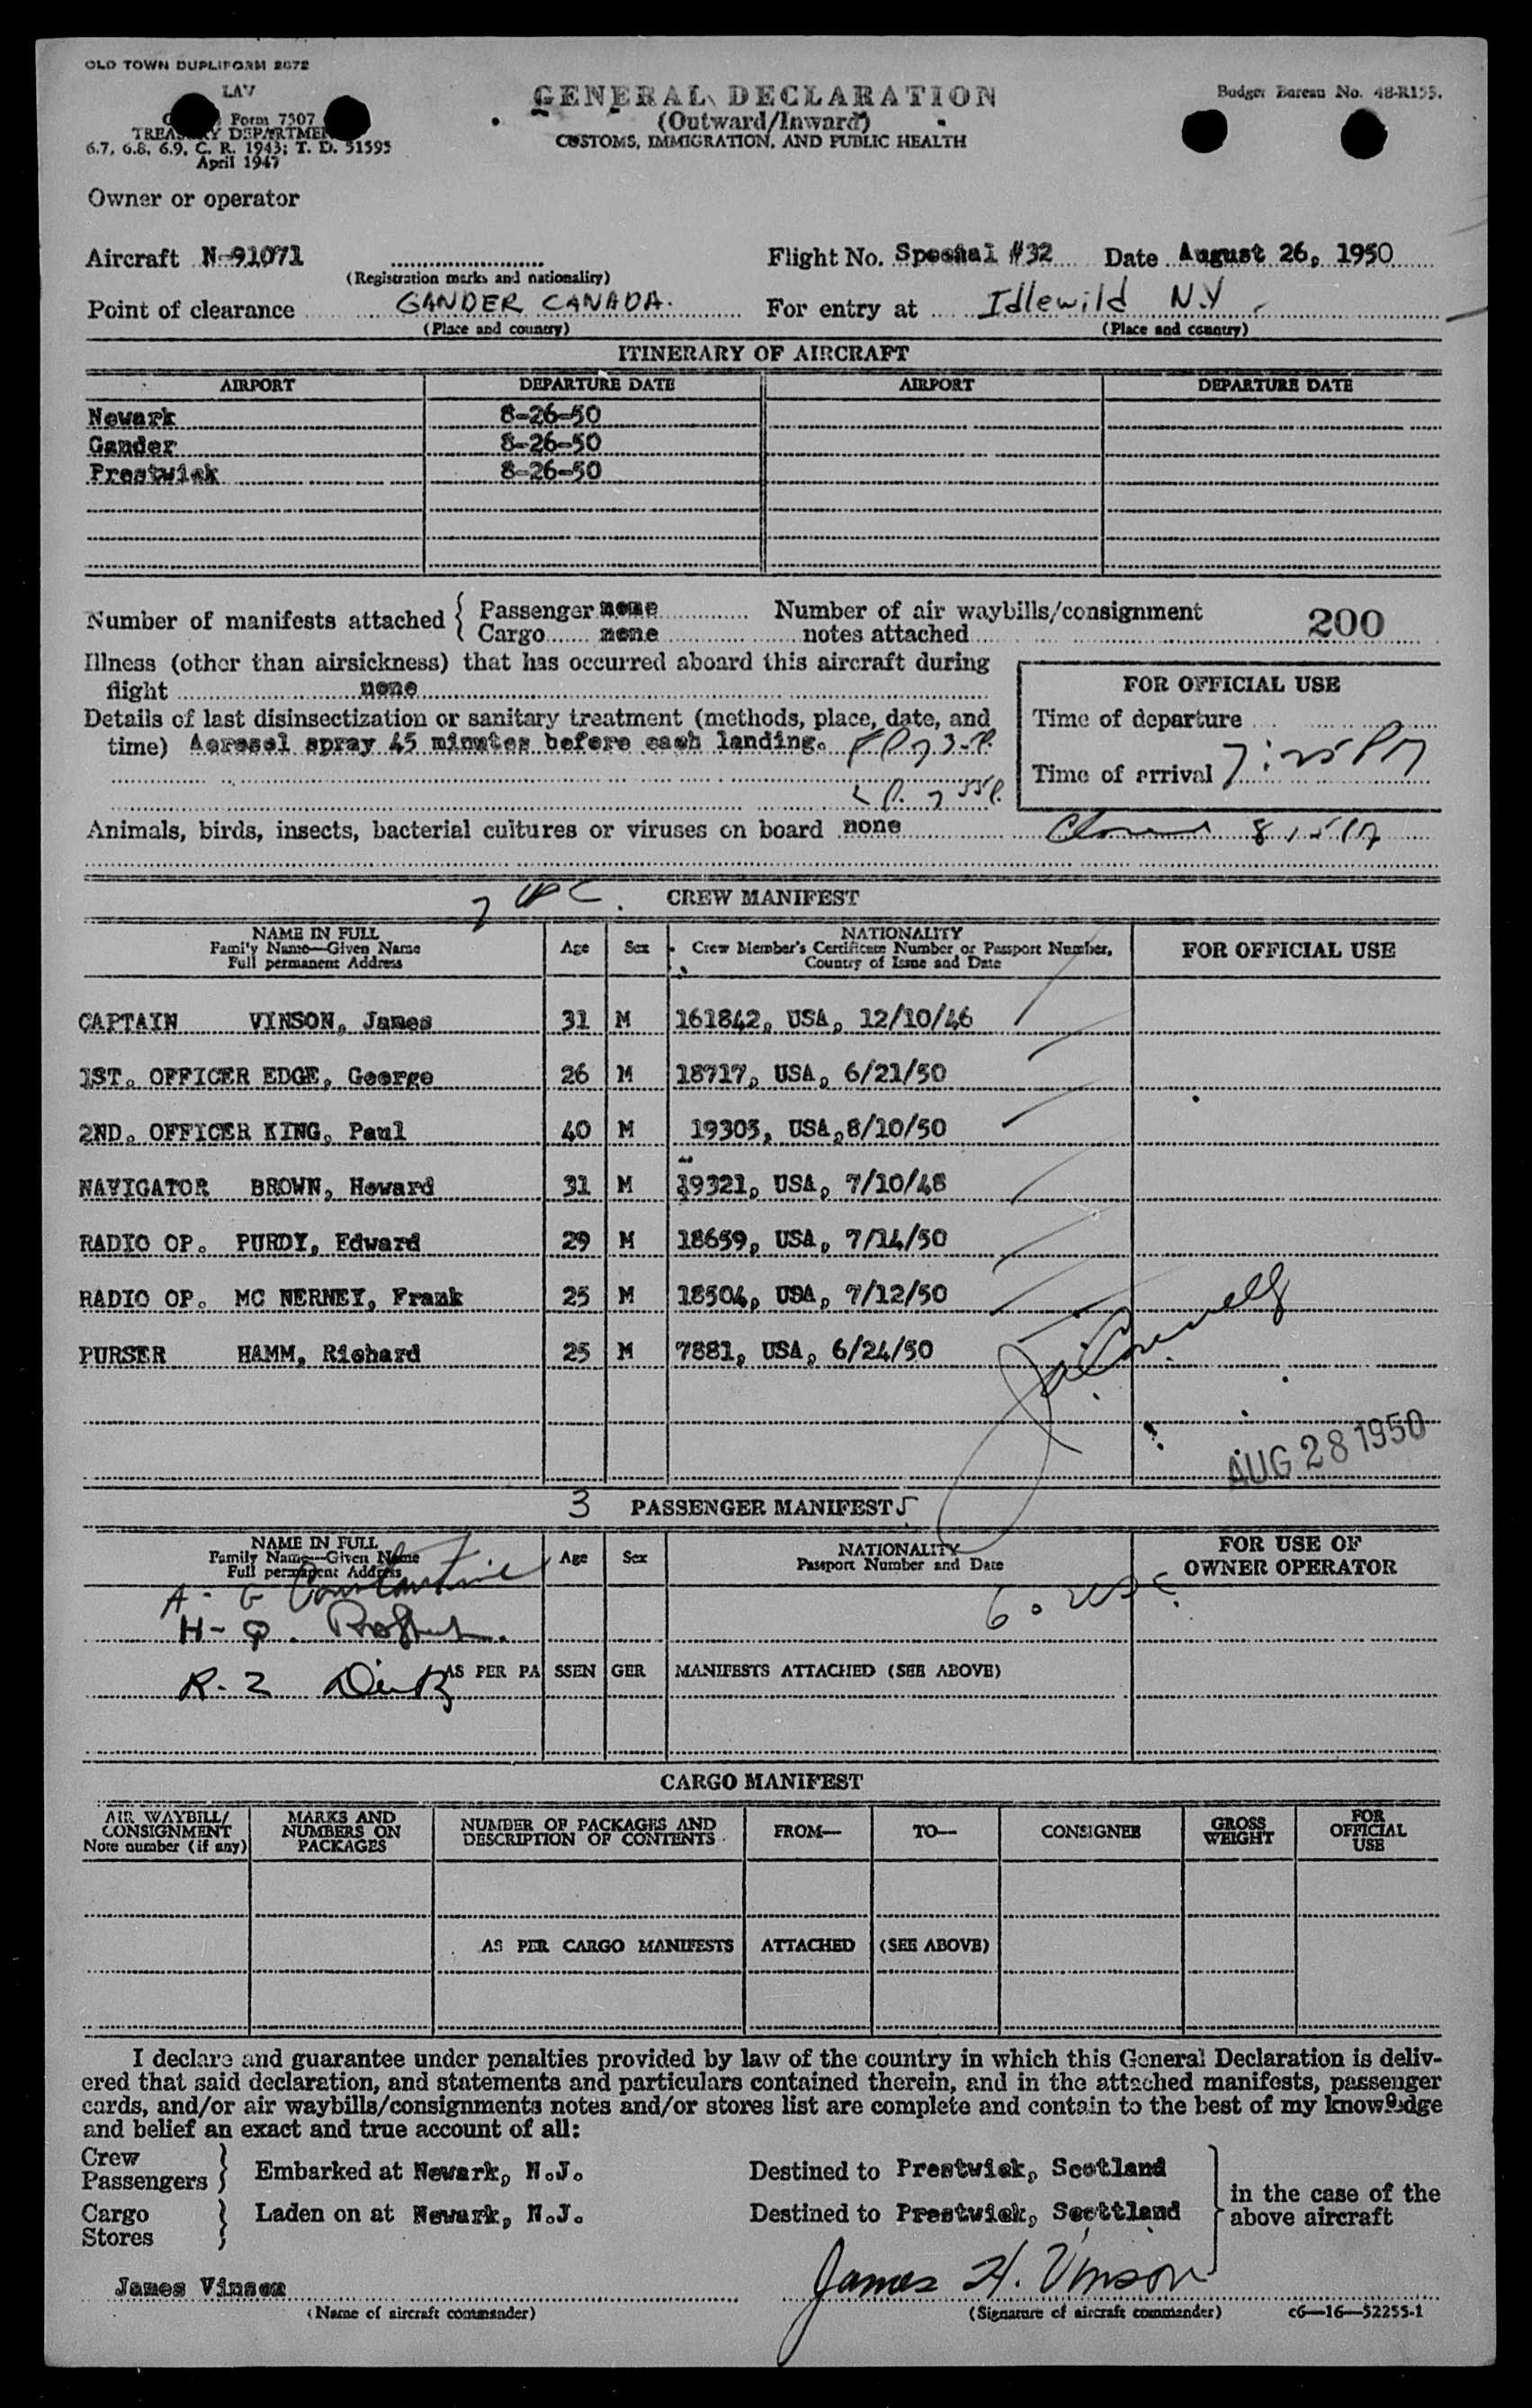 OLD TOWN DUPLIFORM 2672
LAV
Form 7507
TREASURY DEPARTMENT
6.7, 6.8, 6.9, C. R. 1943; T. D. 51595
April 1947
GENERAL DECLARATION
(Outward/Inward)
CUSTOMS, IMMIGRATION, AND PUBLIC HEALTH
Budget Bureau No. 48-R155.
Owner or operator
Aircraft N-91071
(Registration marks and nationality)
Flight No. Special #32 Date August 26, 1950
Point of clearance GANDER CANADA.
(Place and country)
For entry at Idlewild N.Y
(Place and country)
ITINERARY OF AIRCRAFT
AIRPORT DEPARTURE DATE AIRPORT DEPARTURE DATE
Newark 8-26-50
Gander 8-26-50
Prestwick 8-26-50
Number of manifests attached { Passenger none
Cargo none
Number of air waybills/consignment
notes attached 200
Illness (other than airsickness) that has occurred aboard this aircraft during
flight none
Details of last disinsectization or sanitary treatment (methods, place, date, and
time) Aerosol spray 45 minutes before each landing.
FOR OFFICIAL USE
Time of departure
Time of arrival 7:25 PM
Animals, birds, insects, bacterial cultures or viruses on board none
CREW MANIFEST
NAME IN FULL
Family Name—Given Name
Full permanent Address
Age
Sex
NATIONALITY
Crew Member's Certificate Number or Passport Number,
Country of Issue and Date
FOR OFFICIAL USE
CAPTAIN VINSON, James 31 M 161842, USA, 12/10/46
1ST. OFFICER EDGE, George 26 M 18717, USA, 6/21/50
2ND. OFFICER KING, Paul 40 M 19303, USA,8/10/50
NAVIGATOR BROWN, Howard 31 M 19321, USA, 7/10/48
RADIO OP. PURDY, Edward 29 M 18659, USA, 7/14/50
RADIO OP. MC NERNEY, Frank 25 M 18504, USA, 7/12/50
PURSER HAMM, Richard 25 M 7881, USA, 6/24/50
AUG 28 1950
3 PASSENGER MANIFESTS
NAME IN FULL
Family Name—Given Name
Full permanent Address
Age
Sex
NATIONALITY
Passport Number and Date
FOR USE OF
OWNER OPERATOR
A - G Constantine
H-
R-2
AS PER PASSENGER MANIFESTS ATTACHED (SEE ABOVE)
CARGO MANIFEST
AIR WAYBILL/
CONSIGNMENT
Note number (if any)
MARKS AND
NUMBERS ON
PACKAGES
NUMBER OF PACKAGES AND
DESCRIPTION OF CONTENTS
FROM—
TO—
CONSIGNEE
GROSS
WEIGHT
FOR
OFFICIAL
USE
AS PER CARGO MANIFESTS ATTACHED (SEE ABOVE)
I declare and guarantee under penalties provided by law of the country in which this General Declaration is deliv-
ered that said declaration, and statements and particulars contained therein, and in the attached manifests, passenger
cards, and/or air waybills/consignments notes and/or stores list are complete and contain to the best of my knowledge
and belief an exact and true account of all:
Crew
Passengers } Embarked at Newark, N.J. Destined to Prestwick, Scotland
Cargo
Stores } Laden on at Newark, N.J. Destined to Prestwick, Scottland
in the case of the
above aircraft
James Vinson
(Name of aircraft commander)
James H. Vinson
(Signature of aircraft commander)
c6—16—52255-1